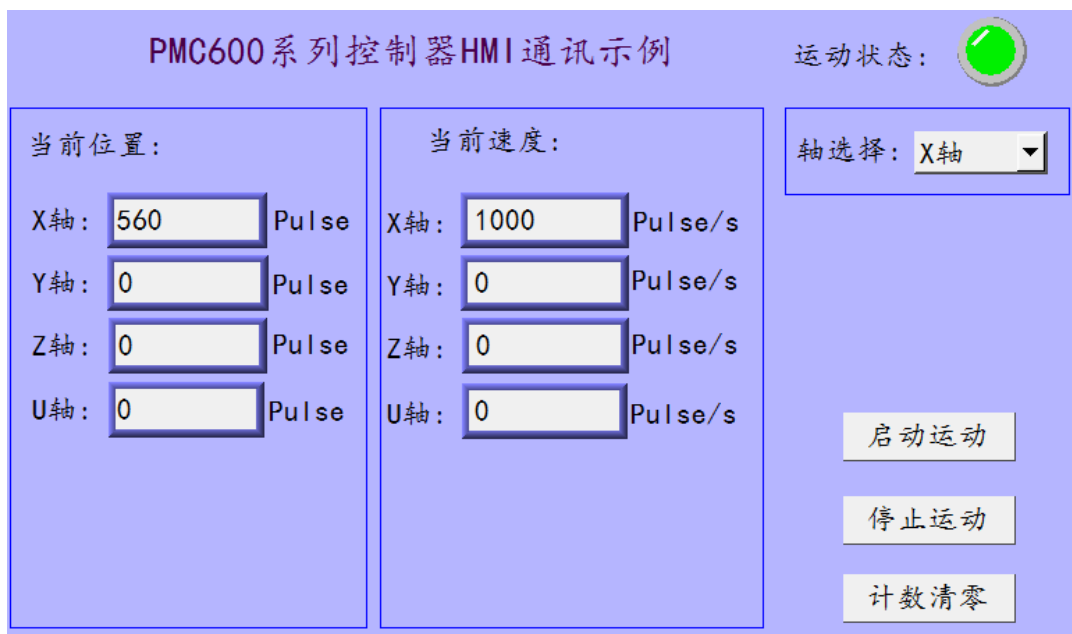 PMC600系列控制器HMI通讯示例
运动状态：
当前位置：
X轴： 560 Pulse
Y轴： 0 Pulse
Z轴： 0 Pulse
U轴： 0 Pulse
当前速度：
X轴： 1000 Pulse/s
Y轴： 0 Pulse/s
Z轴： 0 Pulse/s
U轴： 0 Pulse/s
轴选择： X轴
启动运动
停止运动
计数清零